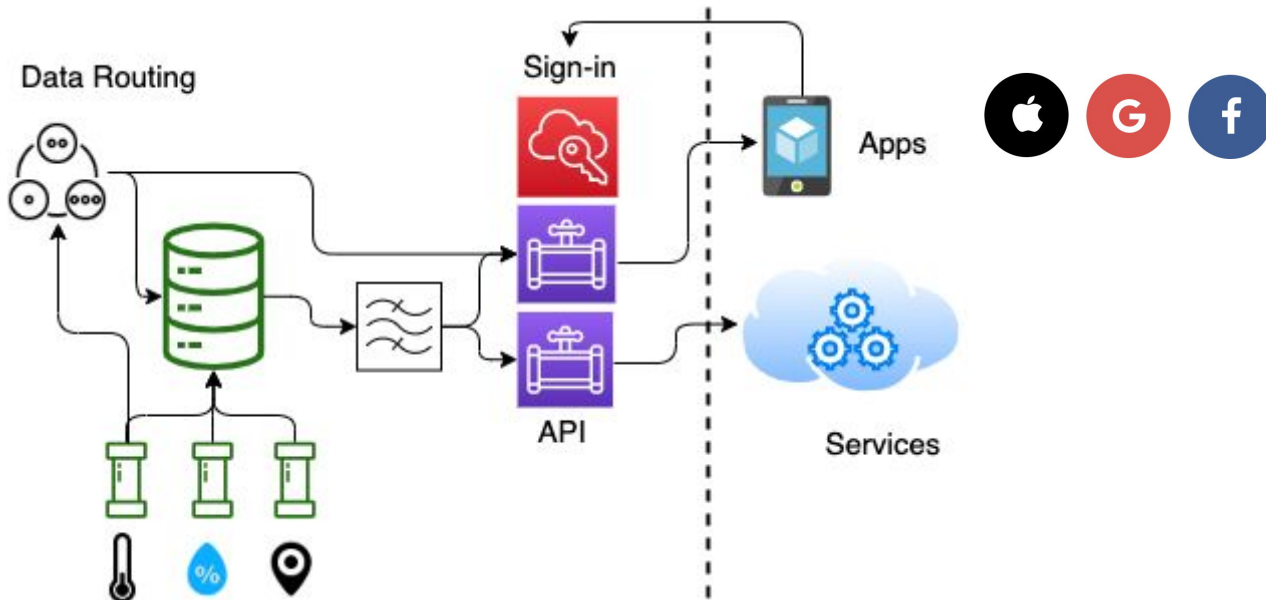 Sign-in
Data Routing
Apps
G
f
%
API
Services